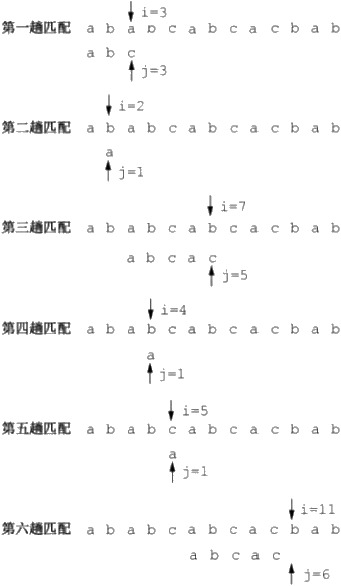 i=3
第一趟匹配 a b a b c a b c a c b a b
a b c
j=3
i=2
第二趟匹配 a b a b c a b c a c b a b
a
j=1
i=7
第三趟匹配 a b a b c a b c a c b a b
a b c a c
j=5
i=4
第四趟匹配 a b a b c a b c a c b a b
a
j=1
i=5
第五趟匹配 a b a b c a b c a c b a b
a
j=1
i=11
第六趟匹配 a b a b c a b c a c b a b
a b c a c
j=6